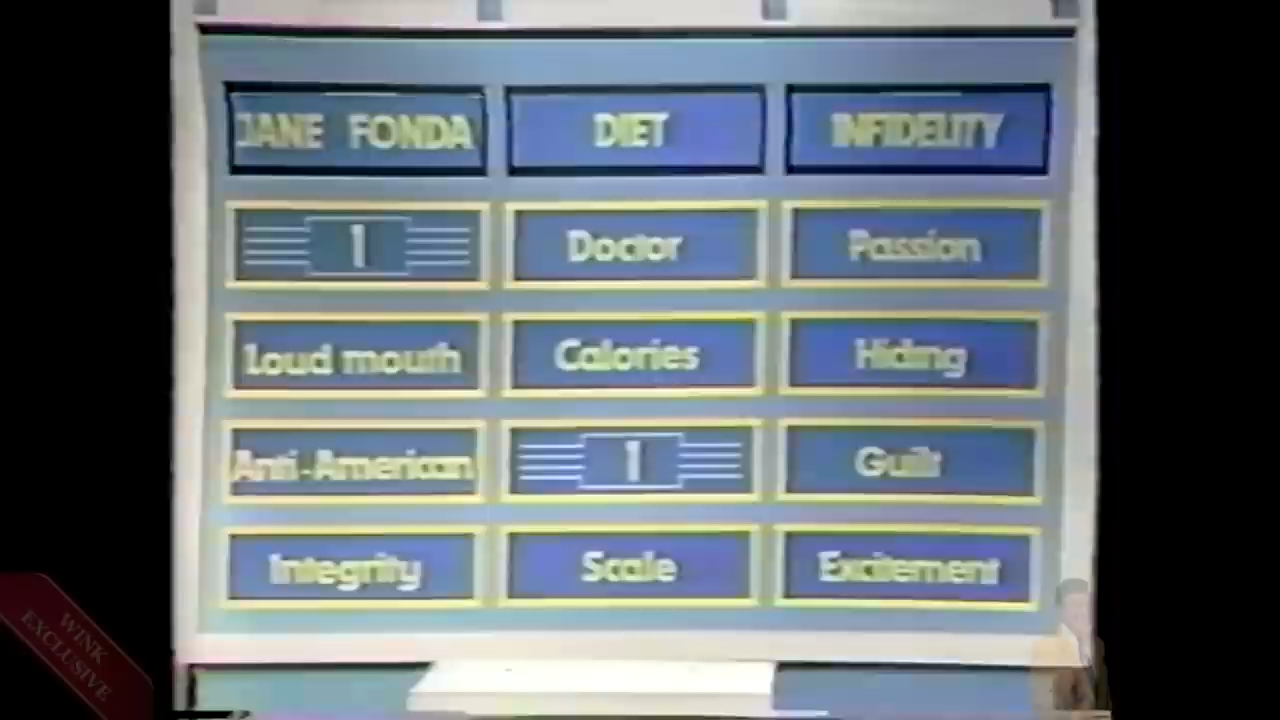 JANE FONDA DIET INFIDELITY
1 Doctor Passion
Loud mouth Calories Hiding
Anti-American 1 Guilt
Integrity Scale Excitement
WINK
EXCLUSIVE